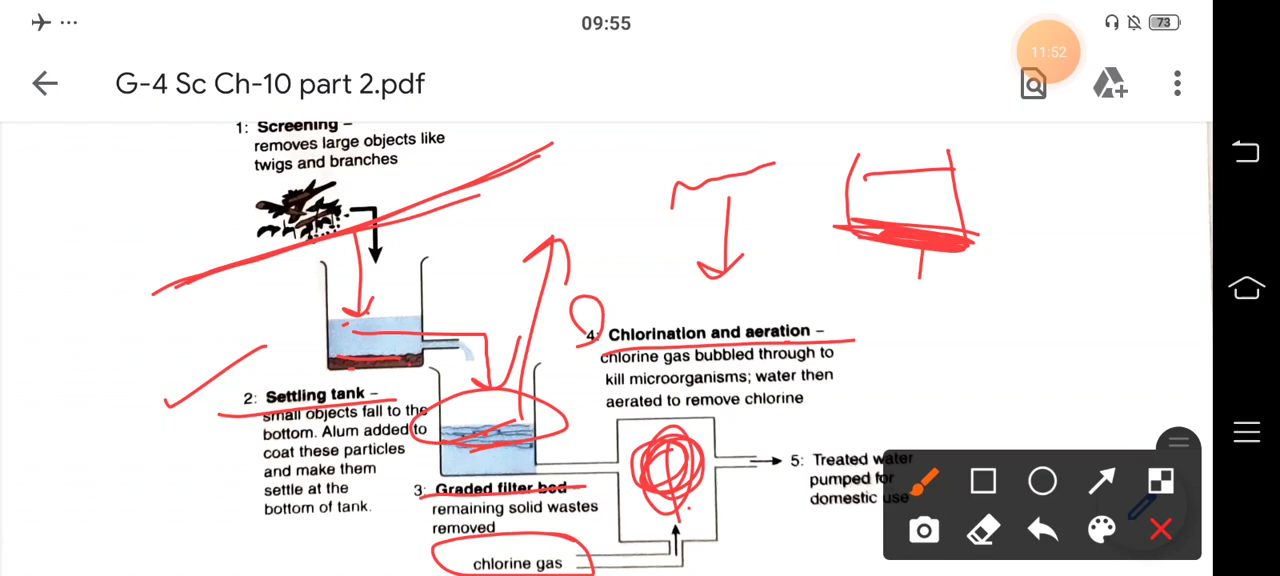 09:55
73
11:52
G-4 Sc Ch-10 part 2.pdf
1: Screening –
removes large objects like
twigs and branches
4: Chlorination and aeration –
chlorine gas bubbled through to
kill microorganisms; water then
aerated to remove chlorine
2: Settling tank –
small objects fall to the
bottom. Alum added to
coat these particles
and make them
settle at the
bottom of tank.
3: Graded filter bed –
remaining solid wastes
removed
chlorine gas
5: Treated water
pumped for
domestic use